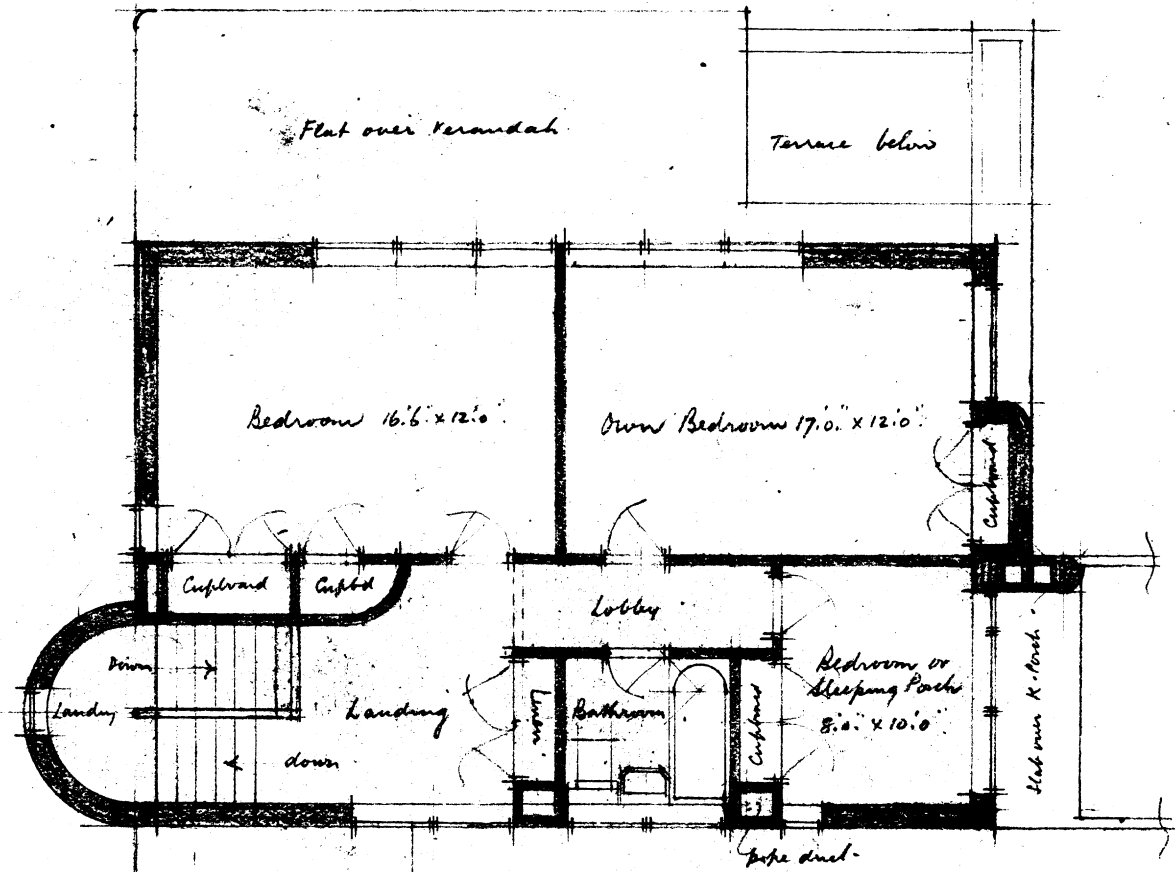 Flat over Verandah
Terrace below
Bedroom 16'.6" x 12'.0".
Own Bedroom 17'.0" x 12'.0".
Cupboard
Cupboard
Cupbd
Lobby
Down
Landing
Landing
down
Linen
Bathroom
Cupboard
Bedroom or
Sleeping Porch
8'.0" x 10'.0"
Slab over K. Porch.
pipe duct.